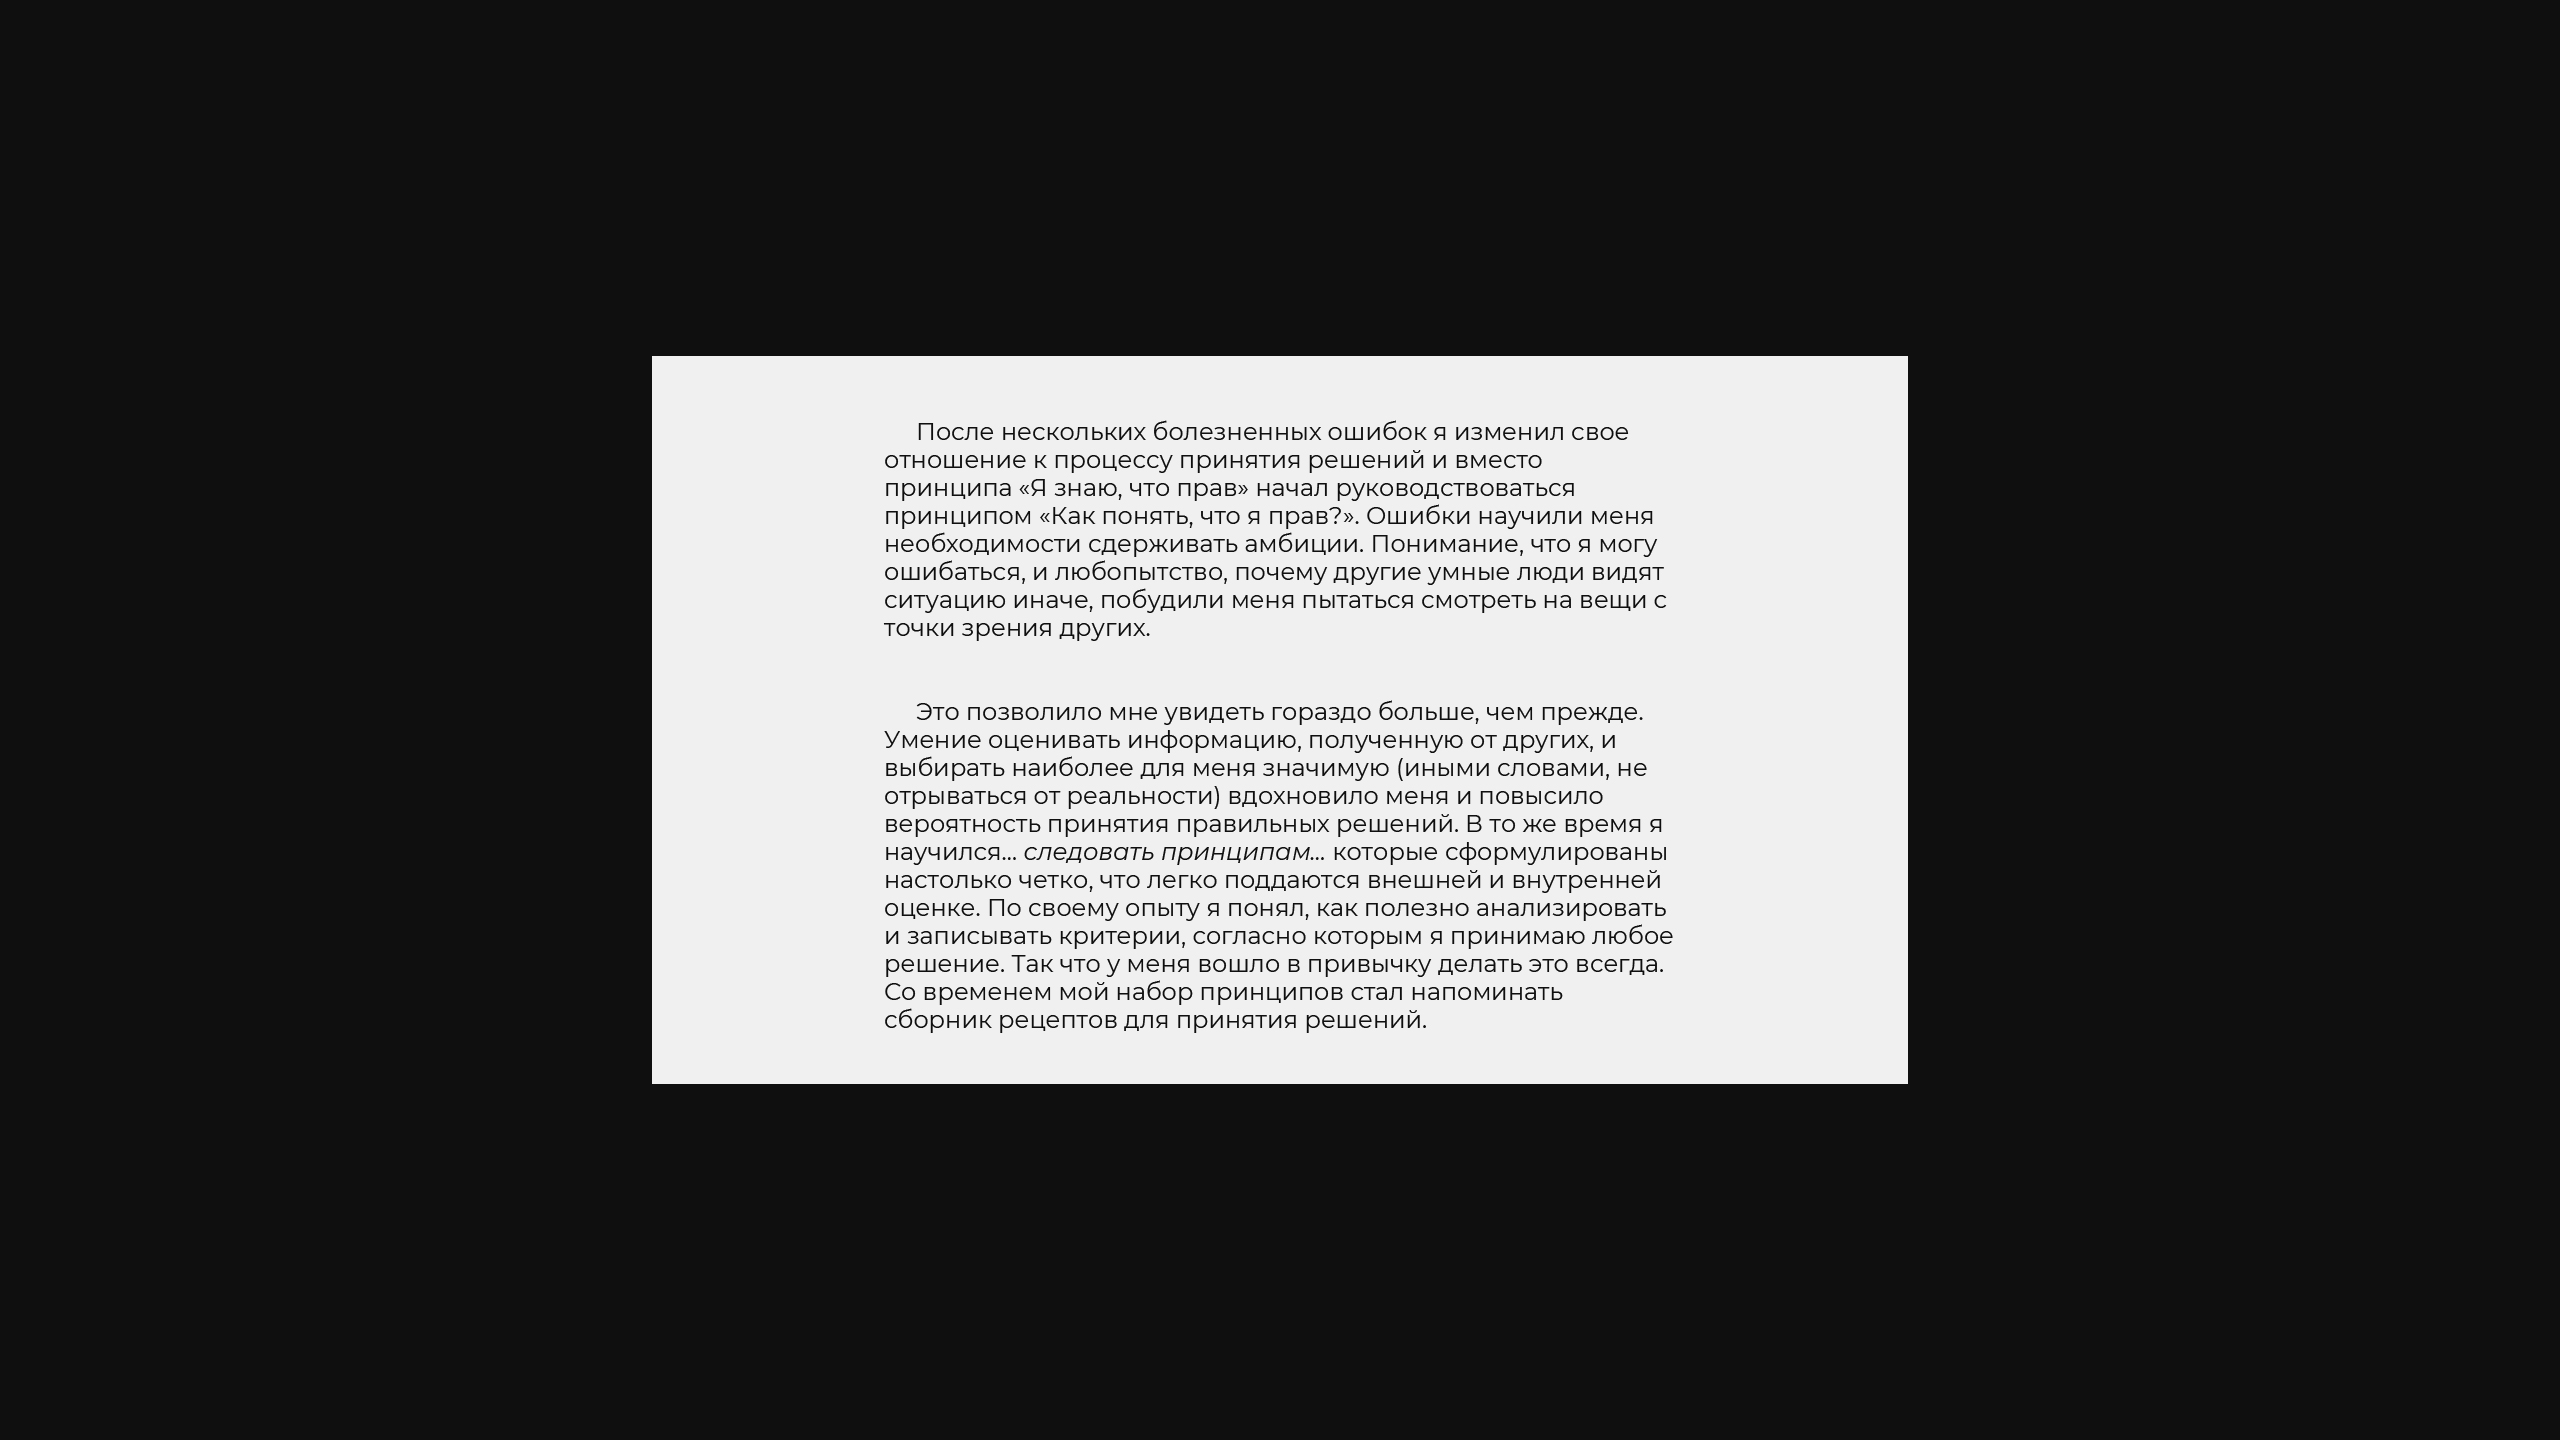 После нескольких болезненных ошибок я изменил свое
отношение к процессу принятия решений и вместо
принципа «Я знаю, что прав» начал руководствоваться
принципом «Как понять, что я прав?». Ошибки научили меня
необходимости сдерживать амбиции. Понимание, что я могу
ошибаться, и любопытство, почему другие умные люди видят
ситуацию иначе, побудили меня пытаться смотреть на вещи с
точки зрения других.
Это позволило мне увидеть гораздо больше, чем прежде.
Умение оценивать информацию, полученную от других, и
выбирать наиболее для меня значимую (иными словами, не
отрываться от реальности) вдохновило меня и повысило
вероятность принятия правильных решений. В то же время я
научился... следовать принципам... которые сформулированы
настолько четко, что легко поддаются внешней и внутренней
оценке. По своему опыту я понял, как полезно анализировать
и записывать критерии, согласно которым я принимаю любое
решение. Так что у меня вошло в привычку делать это всегда.
Со временем мой набор принципов стал напоминать
сборник рецептов для принятия решений.